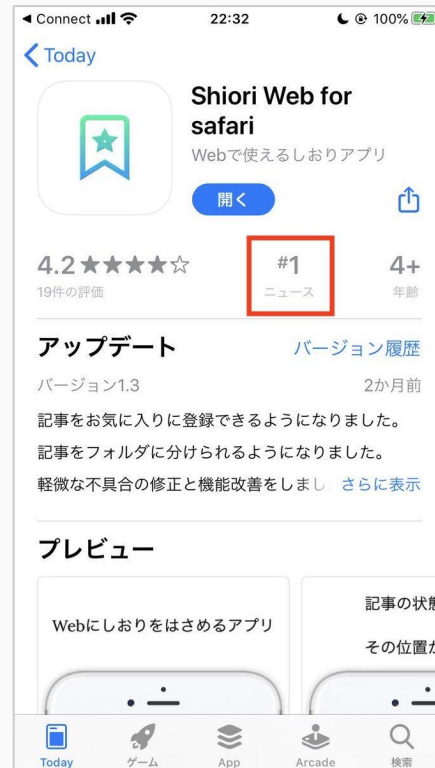 Connect 22:32 100%
Today
Shiori Web for
safari
Webで使えるしおりアプリ
開く
4.2 #1 4+
19件の評価 ニュース 年齢
アップデート バージョン履歴
バージョン1.3 2か月前
記事をお気に入りに登録できるようになりました。
記事をフォルダに分けられるようになりました。
軽微な不具合の修正と機能改善をしまし さらに表示
プレビュー
Webにしおりをはさめるアプリ
記事の状態
その位置か
Today ゲーム App Arcade 検索